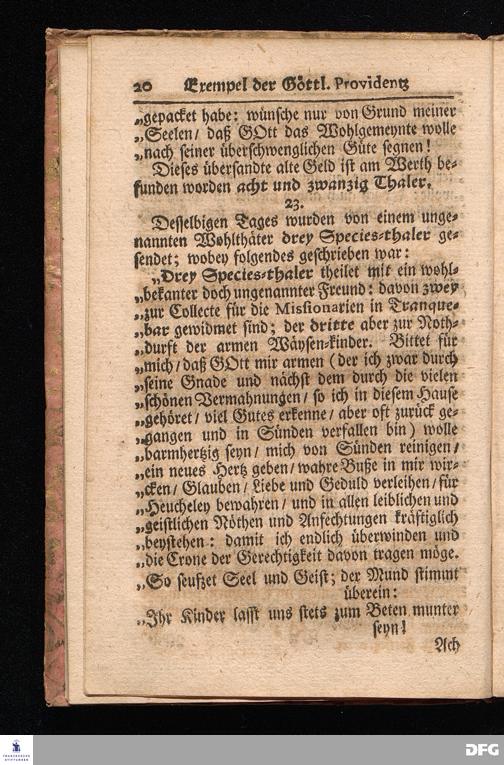 20 Exempel der Göttl. Providentz
„gepacket habe: wünsche nur von Grund meiner
„Seelen/ daß GOtt das Wohlgemeynte wolle
„nach seiner überschwenglichen Güte segnen!
Dieses übersandte alte Geld ist am Werth be-
funden worden acht und zwanzig Thaler.
23.
Desselbigen Tages wurden von einem unge-
nannten Wohlthäter drey Species-thaler ge-
sendet; wobey folgendes geschrieben war:
„Drey Species-thaler theilet mit ein wohl-
„bekanter doch ungenannter Freund: davon zwey
„zur Collecte für die Missionarien in Tranque-
„bar gewidmet sind; der dritte aber zur Noth-
„durft der armen Wäysen-kinder. Bittet für
„mich/ daß GOtt mir armen (der ich zwar durch
„seine Gnade und nächst dem durch die vielen
„schönen Vermahnungen/ so ich in diesem Hause
„gehöret/ viel Gutes erkenne/ aber oft zurück ge-
„gangen und in Sünden verfallen bin) wolle
„barmhertzig seyn/ mich von Sünden reinigen/
„ein neues Hertz geben/ wahre Buße in mir wir-
„cken/ Glauben/ Liebe und Geduld verleihen/ für
„Heucheley bewahren/ und in allen leiblichen und
„geistlichen Nöthen und Anfechtungen kräftiglich
„beystehen: damit ich endlich überwinden und
„die Crone der Gerechtigkeit davon tragen möge.
„So seufzet Seel und Geist; der Mund stimmt
überein:
„Ihr Kinder lasst uns stets zum Beten munter
seyn!
Ach
FRANCKESCHE
STIFTUNGEN
DFG